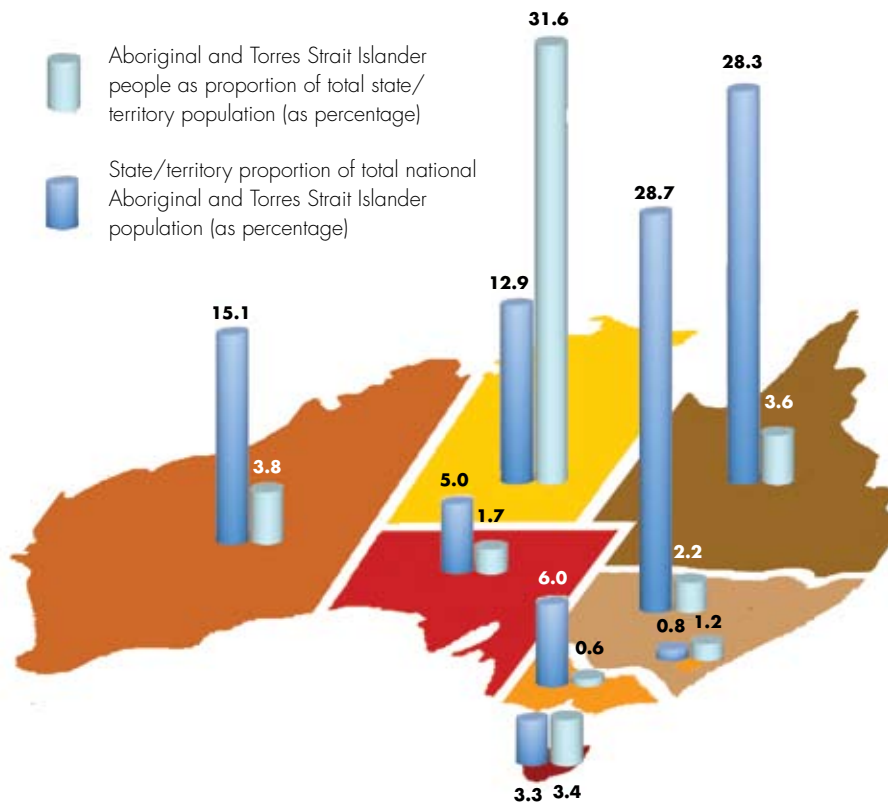 Aboriginal and Torres Strait Islander
people as proportion of total state/
territory population (as percentage)
State/territory proportion of total national
Aboriginal and Torres Strait Islander
population (as percentage)
31.6
28.3
28.7
12.9
15.1
3.6
3.8
5.0
1.7
2.2
6.0
0.8
1.2
0.6
3.3
3.4